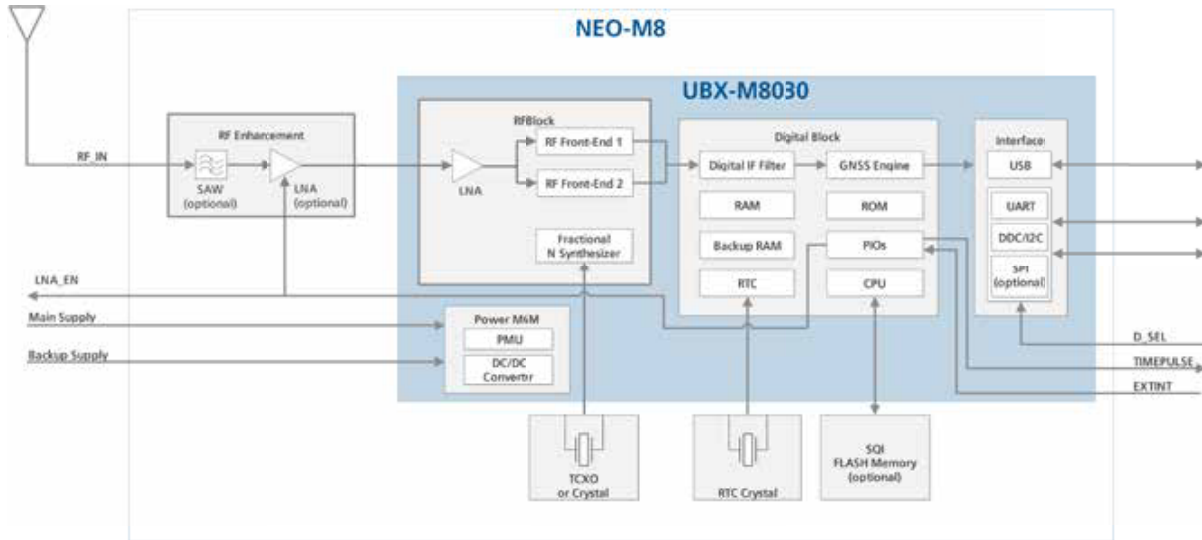 NEO-M8
UBX-M8030
RF Enharcement
RF_IN
SAW
(optional)
LNA
(optional)
RFBlock
RF Front-End 1
LNA
RF Front-End 2
Fractional
N Synthesizer
Digital Block
Digital IF Filter
GNSS Engine
RAM
ROM
Backup RAM
PIOs
RTC
CPU
Interface
USB
UART
DDC/I2C
SPI
(optional)
LNA_EN
Main Supply
Backup Supply
Power M4M
PMU
DC/DC
Convertir
D_SEL
TIMEPULSE
EXTINT
TCXO
or Crystal
RTC Crystal
SQI
FLASH Memory
(optional)